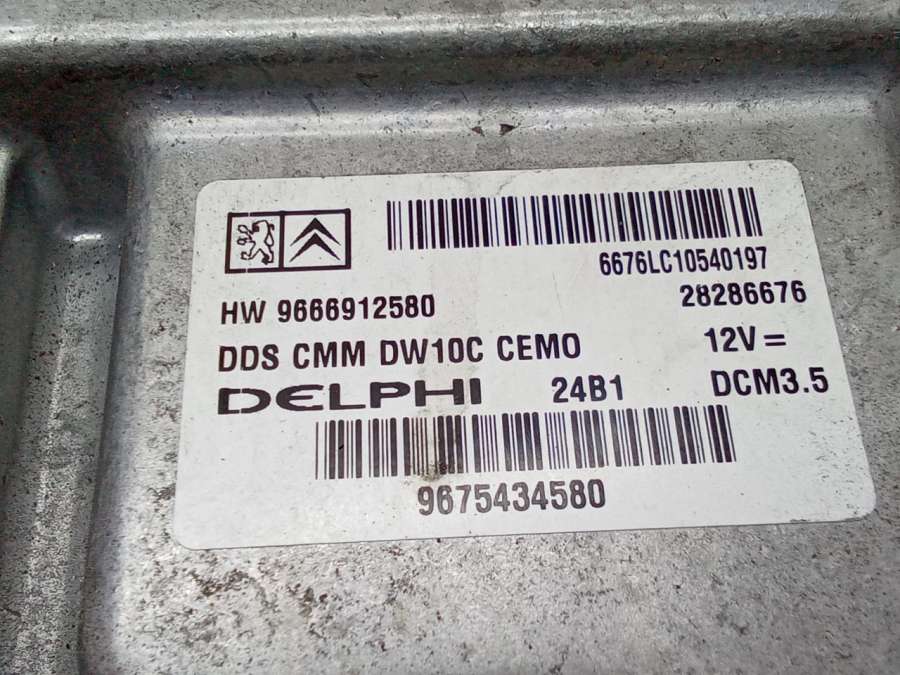 6676LC10540197
HW 9666912580 28286676
DDS CMM DW10C CEMO 12V=
DELPHI 24B1 DCM3.5
9675434580